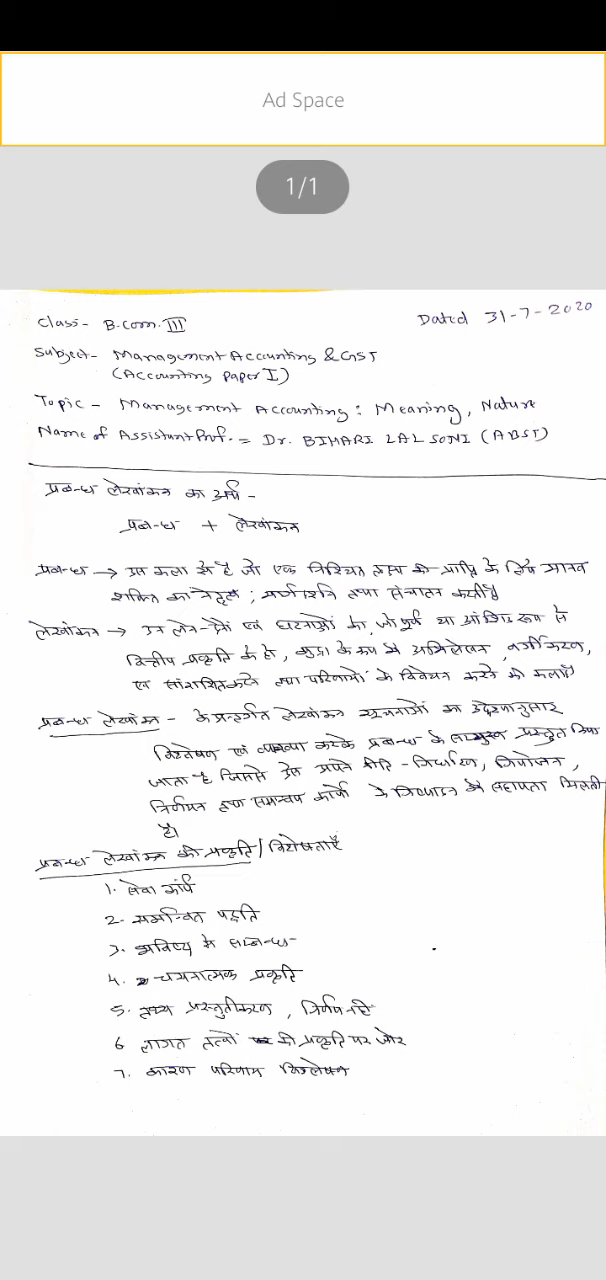 Ad Space
1/1
Class- B.com. III
Dated 31-7-2020
Subject- Management Accounting & GST
(Accounting Paper I)
Topic - Management Accounting: Meaning, Nature
Name of Assistant Prof. = Dr. BIHARI LAL SONI (ABST)
प्रबन्ध लेखांकन का अर्थ -
प्रबन्ध + लेखांकन
प्रबन्ध → उस कला से है जो एक निश्चित लक्ष्य की प्राप्ति के लिए मानव
शक्ति का नेतृत्व, मार्गदर्शन तथा संचालन करती है
लेखांकन → उन लेन-देनों एवं घटनाओं का, जो पूर्ण या आंशिक रूप से
वित्तीय प्रकृति के हो, मुद्रा के रूप में अभिलेखन, वर्गीकरण,
एवं सारांशित करने तथा परिणामों के विवेचन करने की कला है
प्रबन्ध लेखांकन - के अन्तर्गत लेखांकन सूचनाओं का उद्देश्यानुसार
विश्लेषण एवं व्याख्या करके प्रबन्ध के सम्मुख प्रस्तुत किया
जाता है जिससे उसे अपने नीति-निर्धारण, नियोजन,
निर्णयन तथा समन्वय कार्यों के निष्पादन में सहायता मिलती
है।
प्रबन्ध लेखांकन की प्रकृति/विशेषताएँ
1. सेवा कार्य
2. समन्वित पद्धति
3. भविष्य से सम्बन्ध
4. चयनात्मक प्रकृति
5. तथ्य प्रस्तुतीकरण, निर्णय नहीं
6 लागत तत्वों की प्रकृति पर जोर
7. कारण परिणाम विश्लेषण